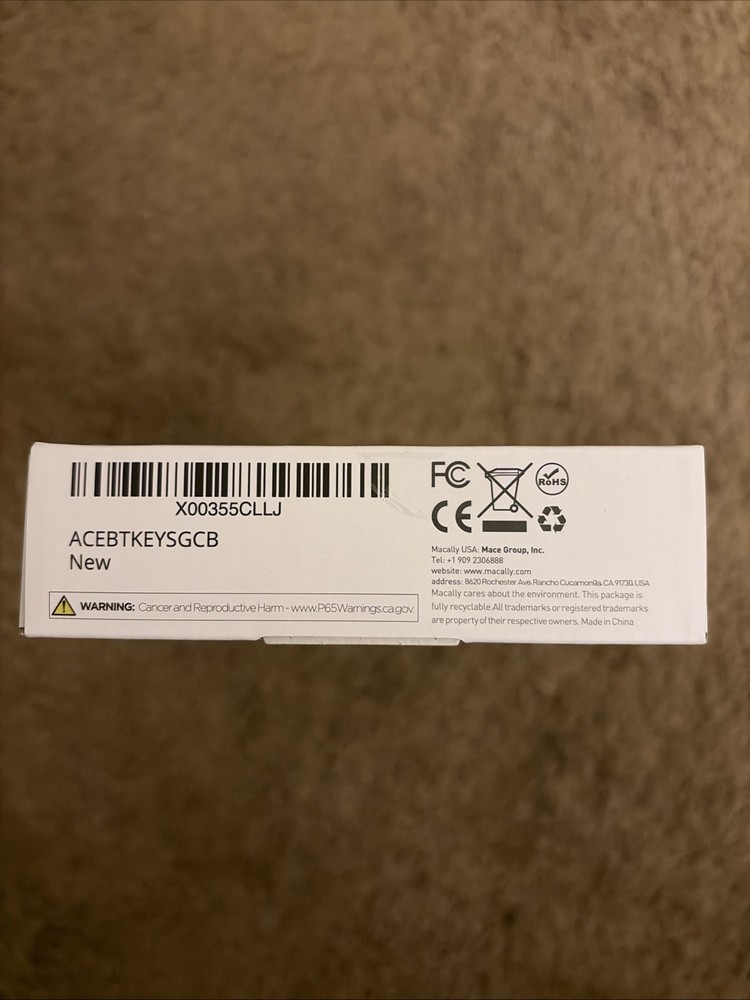 X00355CLLJ
ACEBTKEYSGCB
New
WARNING: Cancer and Reproductive Harm - www.P65Warnings.ca.gov.
FC
RoHS
CE
Macally USA: Mace Group, Inc.
Tel: +1 909 2306888
website: www.macally.com
address: 8620 Rochester Ave. Rancho Cucamonga. CA 91730. USA
Macally cares about the environment. This package is
fully recyclable.All trademarks or registered trademarks
are property of their respective owners. Made in China